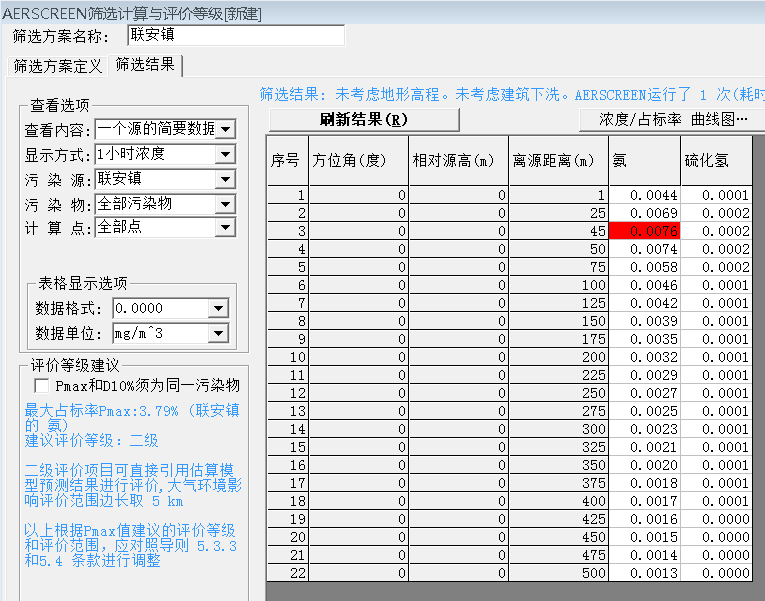 AERSCREEN筛选计算与评价等级[新建]
筛选方案名称: 联安镇
筛选方案定义 筛选结果
筛选结果: 未考虑地形高程。未考虑建筑下洗。AERSCREEN运行了 1 次(耗时
刷新结果(R) 浓度/占标率 曲线图…
查看选项
查看内容: 一个源的简要数据
显示方式: 1小时浓度
污 染 源: 联安镇
污 染 物: 全部污染物
计 算 点: 全部点
表格显示选项
数据格式: 0.0000
数据单位: mg/m^3
评价等级建议
Pmax和D10%须为同一污染物
最大占标率Pmax:3.79% (联安镇
的 氨)
建议评价等级: 二级
二级评价项目可直接引用估算模
型预测结果进行评价,大气环境影
响评价范围边长取 5 km
以上根据Pmax值建议的评价等级
和评价范围, 应对照导则 5.3.3
和5.4 条款进行调整
序号 方位角(度) 相对源高(m) 离源距离(m) 氨 硫化氢
1 0 0 1 0.0044 0.0001
2 0 0 25 0.0069 0.0002
3 0 0 45 0.0076 0.0002
4 0 0 50 0.0074 0.0002
5 0 0 75 0.0058 0.0002
6 0 0 100 0.0046 0.0001
7 0 0 125 0.0042 0.0001
8 0 0 150 0.0039 0.0001
9 0 0 175 0.0035 0.0001
10 0 0 200 0.0032 0.0001
11 0 0 225 0.0029 0.0001
12 0 0 250 0.0027 0.0001
13 0 0 275 0.0025 0.0001
14 0 0 300 0.0023 0.0001
15 0 0 325 0.0021 0.0001
16 0 0 350 0.0020 0.0001
17 0 0 375 0.0018 0.0001
18 0 0 400 0.0017 0.0001
19 0 0 425 0.0016 0.0000
20 0 0 450 0.0015 0.0000
21 0 0 475 0.0014 0.0000
22 0 0 500 0.0013 0.0000